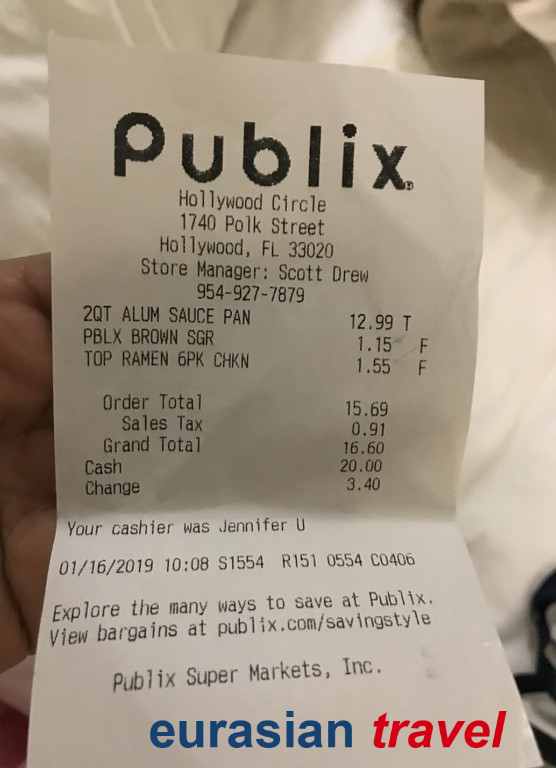 Publix.
Hollywood Circle
1740 Polk Street
Hollywood, FL 33020
Store Manager: Scott Drew
954-927-7879
2QT ALUM SAUCE PAN 12.99 T
PBLX BROWN SGR 1.15 F
TOP RAMEN 6PK CHKN 1.55 F
Order Total 15.69
Sales Tax 0.91
Grand Total 16.60
Cash 20.00
Change 3.40
Your cashier was Jennifer U
01/16/2019 10:08 S1554 R151 0554 C0406
Explore the many ways to save at Publix.
View bargains at publix.com/savingstyle
Publix Super Markets, Inc.
eurasian travel